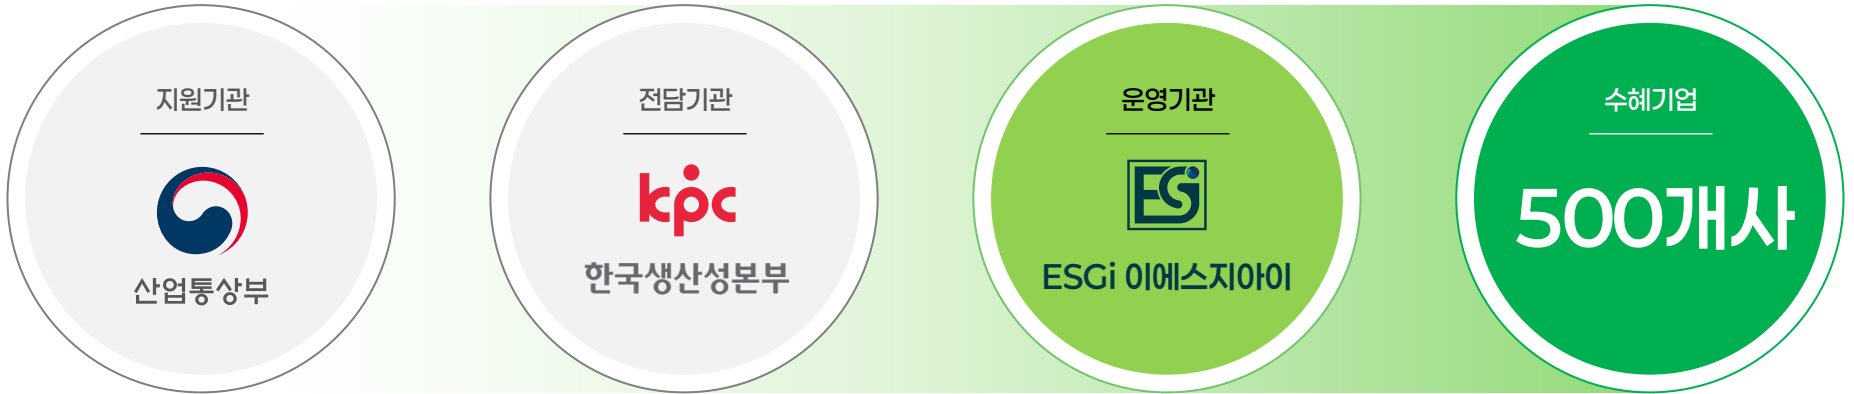 지원기관
산업통상부
전담기관
kpc
한국생산성본부
운영기관
ESGi
ESGi 이에스지아이
수혜기업
500개사